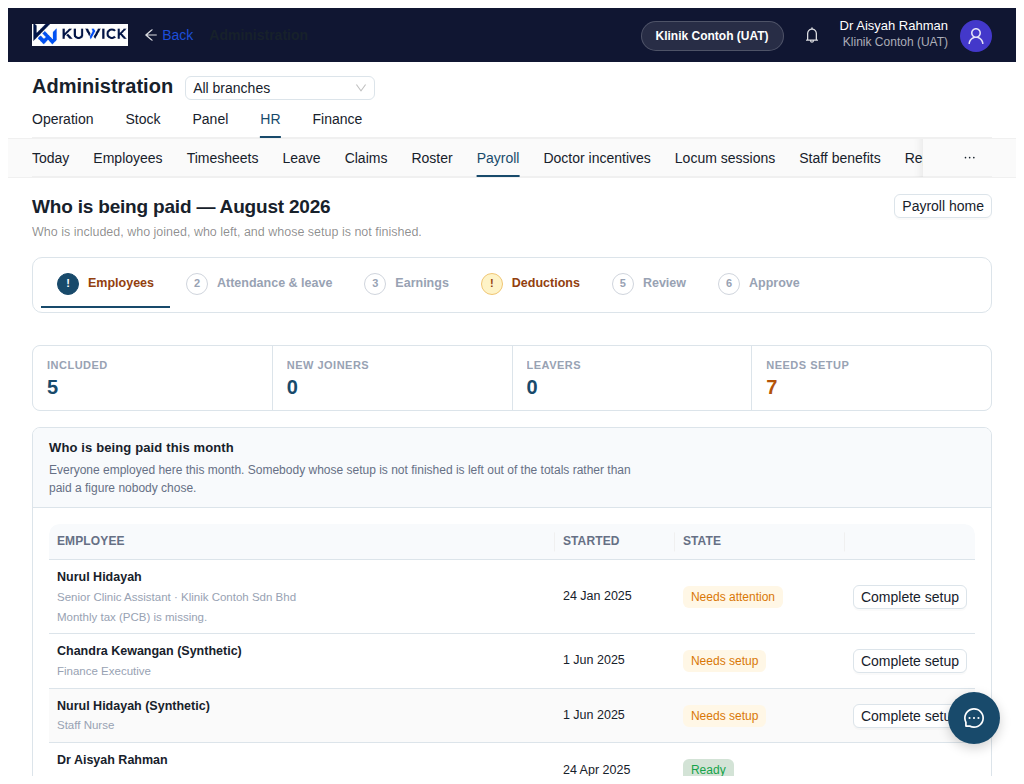 KUWICK
Back
Administration
Klinik Contoh (UAT)
Dr Aisyah Rahman
Klinik Contoh (UAT)
Administration
All branches
Operation Stock Panel HR Finance
Today Employees Timesheets Leave Claims Roster Payroll Doctor incentives Locum sessions Staff benefits Re ···
Who is being paid — August 2026
Payroll home
Who is included, who joined, who left, and whose setup is not finished.
! Employees 2 Attendance & leave 3 Earnings ! Deductions 5 Review 6 Approve
INCLUDED NEW JOINERS LEAVERS NEEDS SETUP
5 0 0 7
Who is being paid this month
Everyone employed here this month. Somebody whose setup is not finished is left out of the totals rather than
paid a figure nobody chose.
EMPLOYEE STARTED STATE
Nurul Hidayah
Senior Clinic Assistant · Klinik Contoh Sdn Bhd
Monthly tax (PCB) is missing.
24 Jan 2025 Needs attention Complete setup
Chandra Kewangan (Synthetic)
Finance Executive
1 Jun 2025 Needs setup Complete setup
Nurul Hidayah (Synthetic)
Staff Nurse
1 Jun 2025 Needs setup Complete setu
Dr Aisyah Rahman
24 Apr 2025 Ready